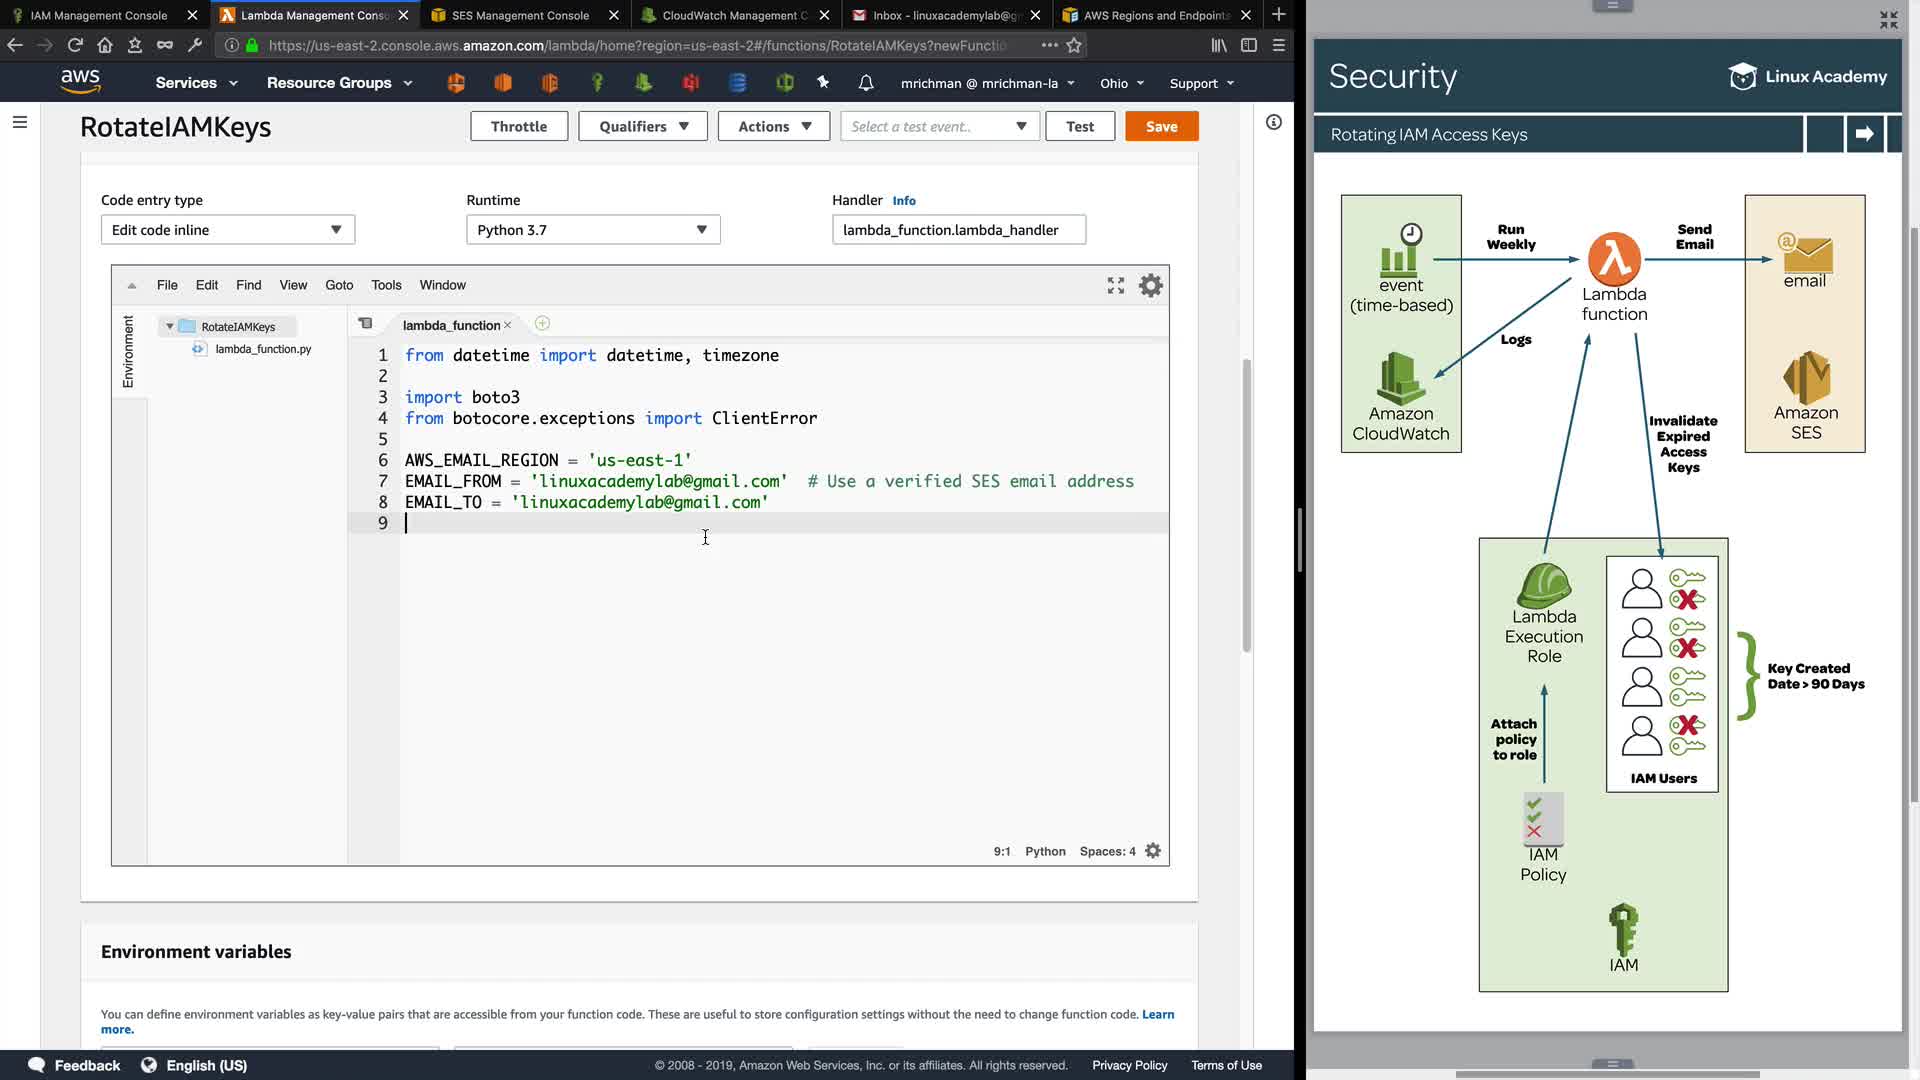 IAM Management Console
Lambda Management Conso
SES Management Console
CloudWatch Management C
Inbox - linuxacademylab@gm
AWS Regions and Endpoints
https://us-east-2.console.aws.amazon.com/lambda/home?region=us-east-2#/functions/RotateIAMKeys?newFunctio
aws
Services
Resource Groups
mrichman @ mrichman-la
Ohio
Support
RotateIAMKeys
Throttle
Qualifiers
Actions
Select a test event..
Test
Save
Code entry type
Runtime
Handler Info
Edit code inline
Python 3.7
lambda_function.lambda_handler
File Edit Find View Goto Tools Window
Environment
RotateIAMKeys
lambda_function.py
lambda_function
1 from datetime import datetime, timezone
2
3 import boto3
4 from botocore.exceptions import ClientError
5
6 AWS_EMAIL_REGION = 'us-east-1'
7 EMAIL_FROM = 'linuxacademylab@gmail.com'  # Use a verified SES email address
8 EMAIL_TO = 'linuxacademylab@gmail.com'
9
9:1 Python Spaces: 4
Environment variables
You can define environment variables as key-value pairs that are accessible from your function code. These are useful to store configuration settings without the need to change function code. Learn
more.
Feedback
English (US)
© 2008 - 2019, Amazon Web Services, Inc. or its affiliates. All rights reserved.
Privacy Policy
Terms of Use
Security
Linux Academy
Rotating IAM Access Keys
event
(time-based)
Run
Weekly
Lambda
function
Send
Email
email
Logs
Amazon
CloudWatch
Amazon
SES
Invalidate
Expired
Access
Keys
Lambda
Execution
Role
Key Created
Date > 90 Days
Attach
policy
to role
IAM Users
IAM
Policy
IAM